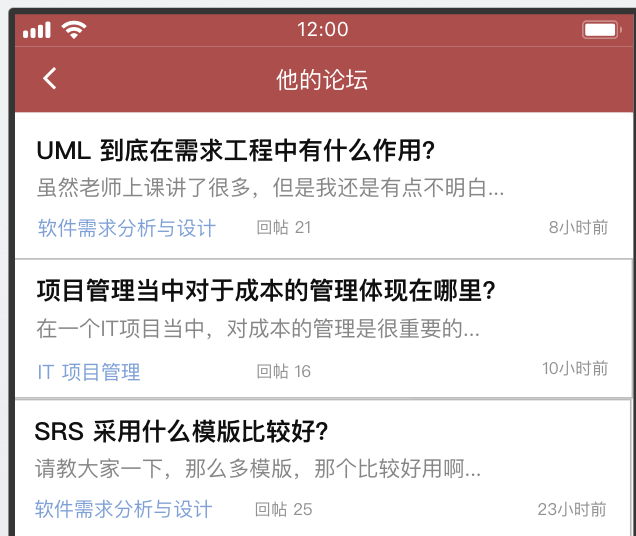 12:00
他的论坛
UML 到底在需求工程中有什么作用?
虽然老师上课讲了很多，但是我还是有点不明白...
软件需求分析与设计 回帖 21 8小时前
项目管理当中对于成本的管理体现在哪里?
在一个IT项目当中，对成本的管理是很重要的...
IT 项目管理 回帖 16 10小时前
SRS 采用什么模版比较好?
请教大家一下，那么多模版，那个比较好用啊...
软件需求分析与设计 回帖 25 23小时前